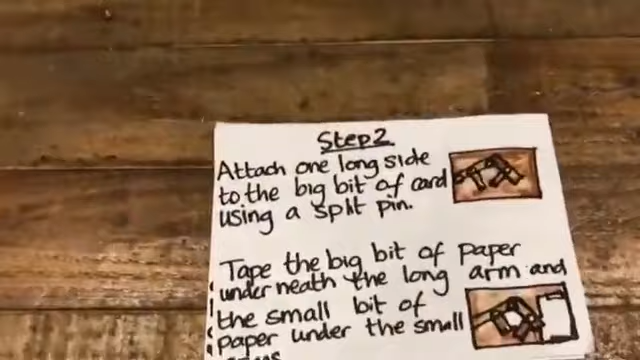 Step 2
Attach one long side
to the big bit of card
using a split pin.
Tape the big bit of paper
underneath the long arm and
the small bit of
paper under the small